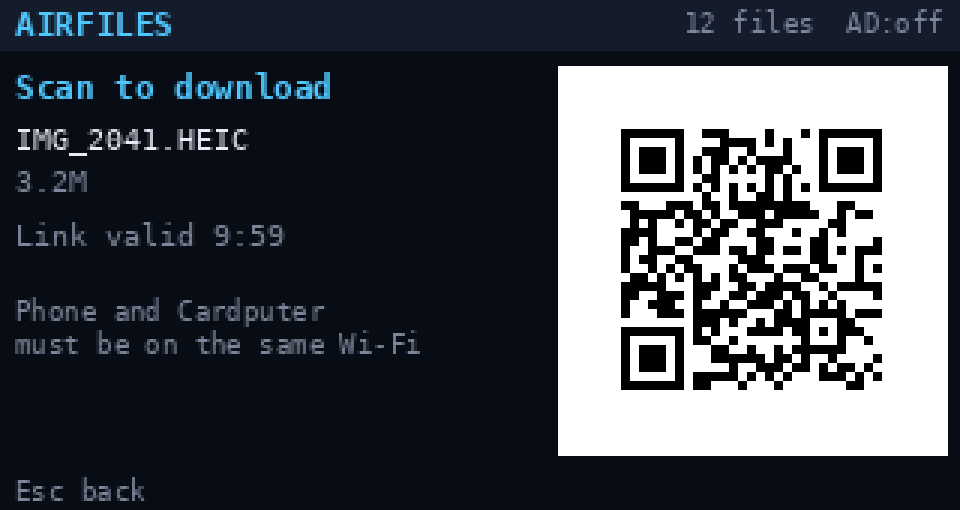 AIRFILES
12 files AD:off
Scan to download
IMG_2041.HEIC
3.2M
Link valid 9:59
Phone and Cardputer
must be on the same Wi-Fi
Esc back